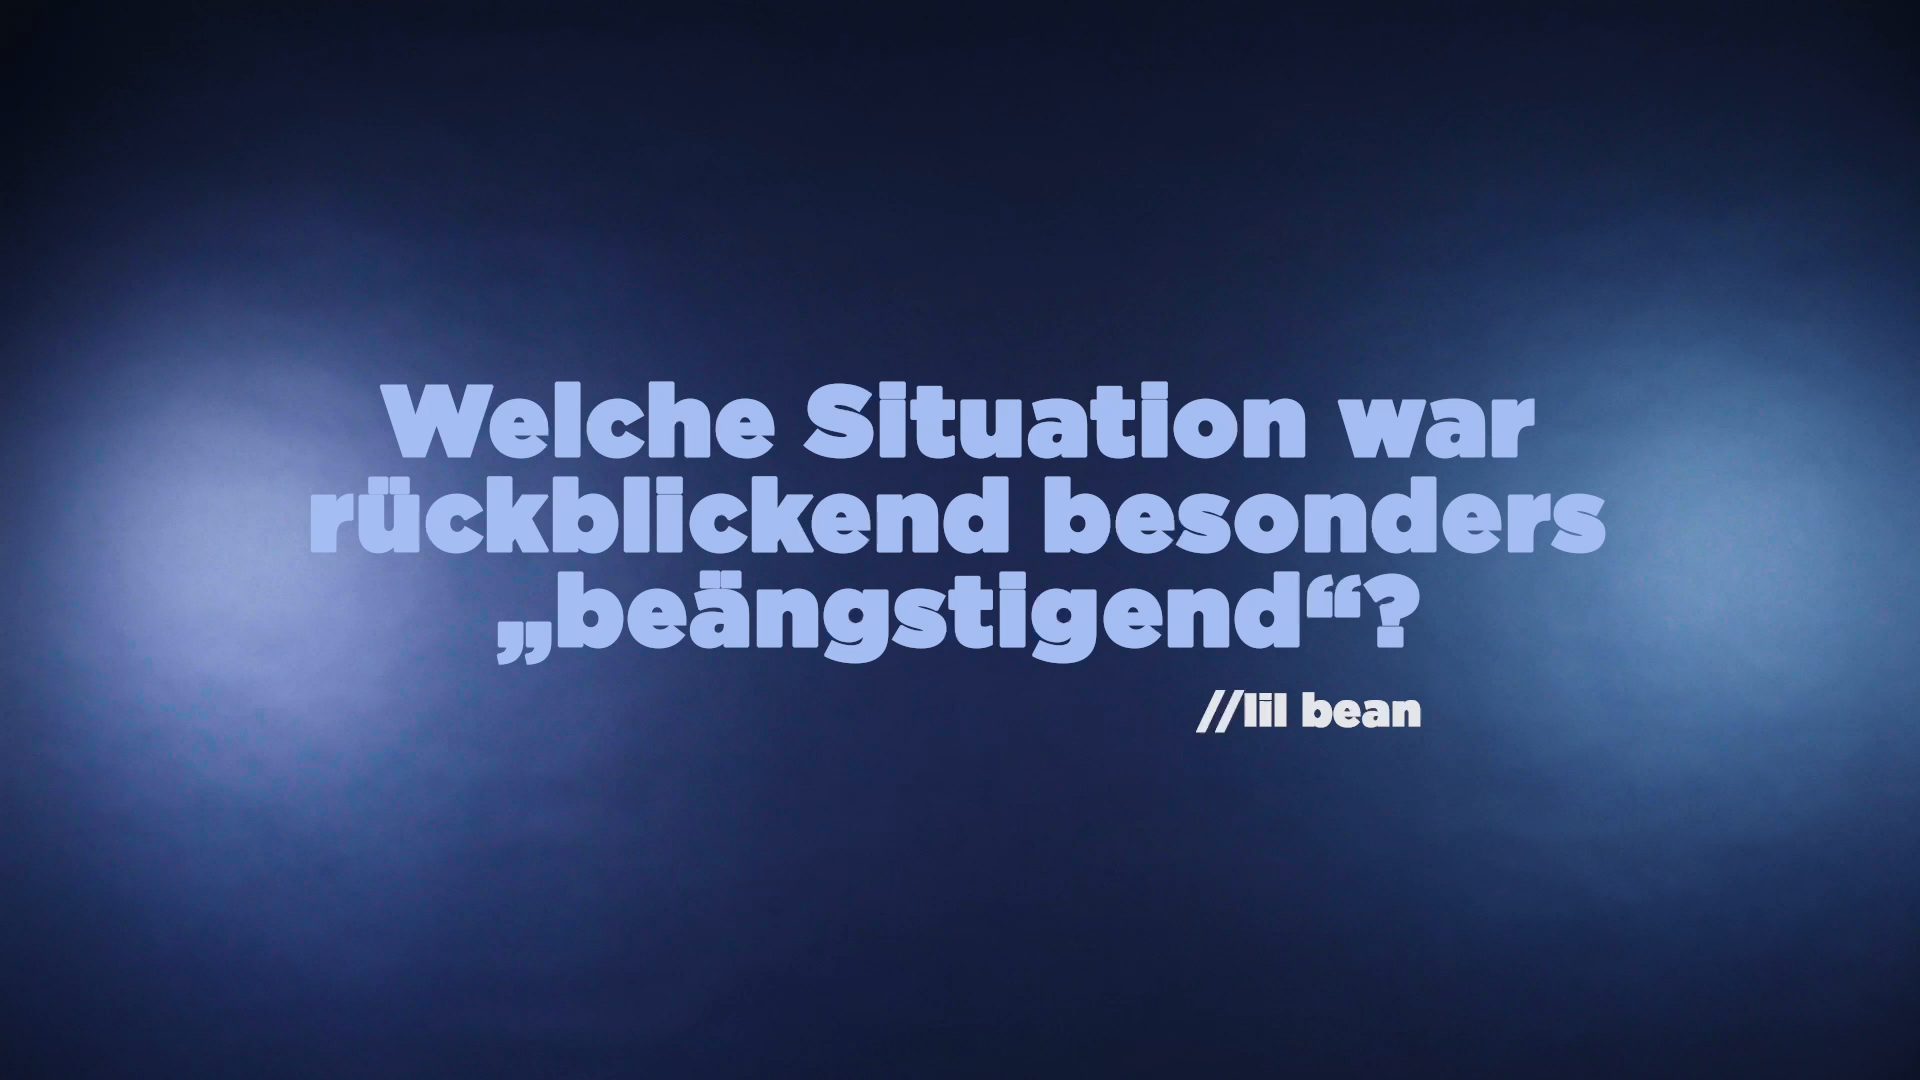 Welche Situation war
rückblickend besonders
„beängstigend“?
//lil bean